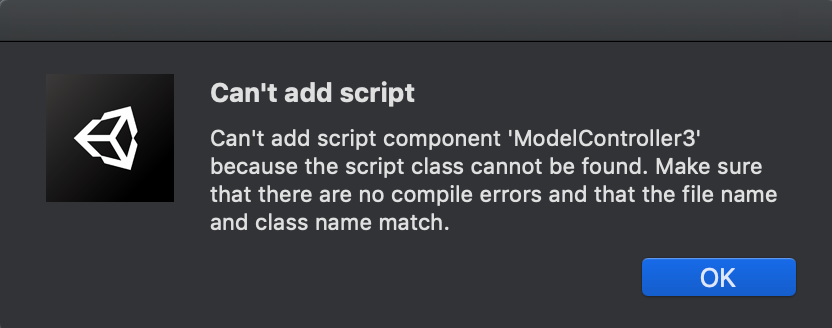 Can't add script
Can't add script component 'ModelController3'
because the script class cannot be found. Make sure
that there are no compile errors and that the file name
and class name match.
OK